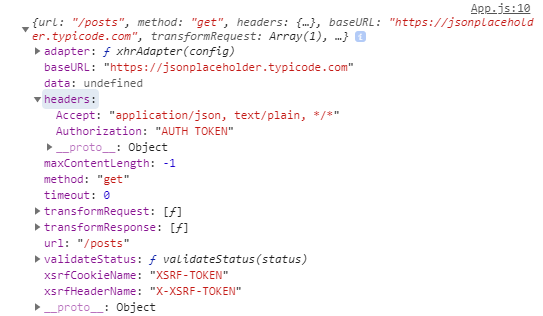 App.js:10
{url: "/posts", method: "get", headers: {…}, baseURL: "https://jsonplacehold
er.typicode.com", transformRequest: Array(1), …} i
adapter: ƒ xhrAdapter(config)
baseURL: "https://jsonplaceholder.typicode.com"
data: undefined
headers:
Accept: "application/json, text/plain, */*"
Authorization: "AUTH TOKEN"
__proto__: Object
maxContentLength: -1
method: "get"
timeout: 0
transformRequest: [ƒ]
transformResponse: [ƒ]
url: "/posts"
validateStatus: ƒ validateStatus(status)
xsrfCookieName: "XSRF-TOKEN"
xsrfHeaderName: "X-XSRF-TOKEN"
__proto__: Object